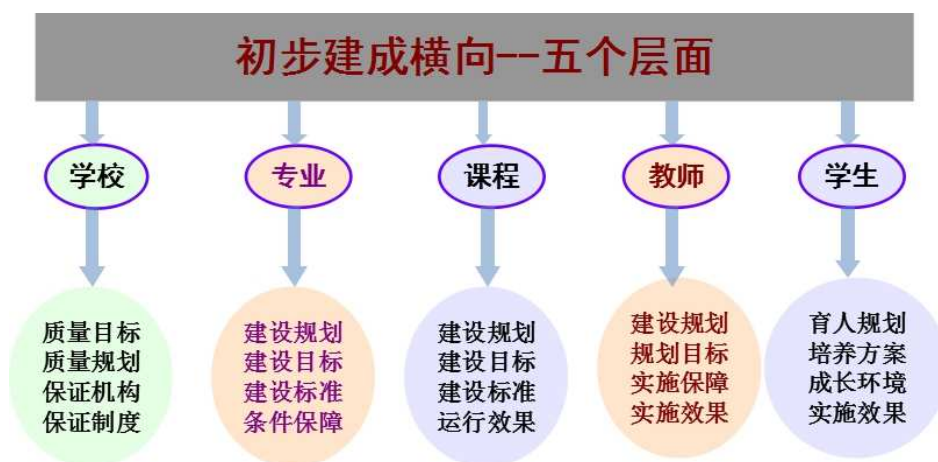 初步建成横向--五个层面
学校
专业
课程
教师
学生
质量目标
质量规划
保证机构
保证制度
建设规划
建设目标
建设标准
条件保障
建设规划
建设目标
建设标准
运行效果
建设规划
规划目标
实施保障
实施效果
育人规划
培养方案
成长环境
实施效果